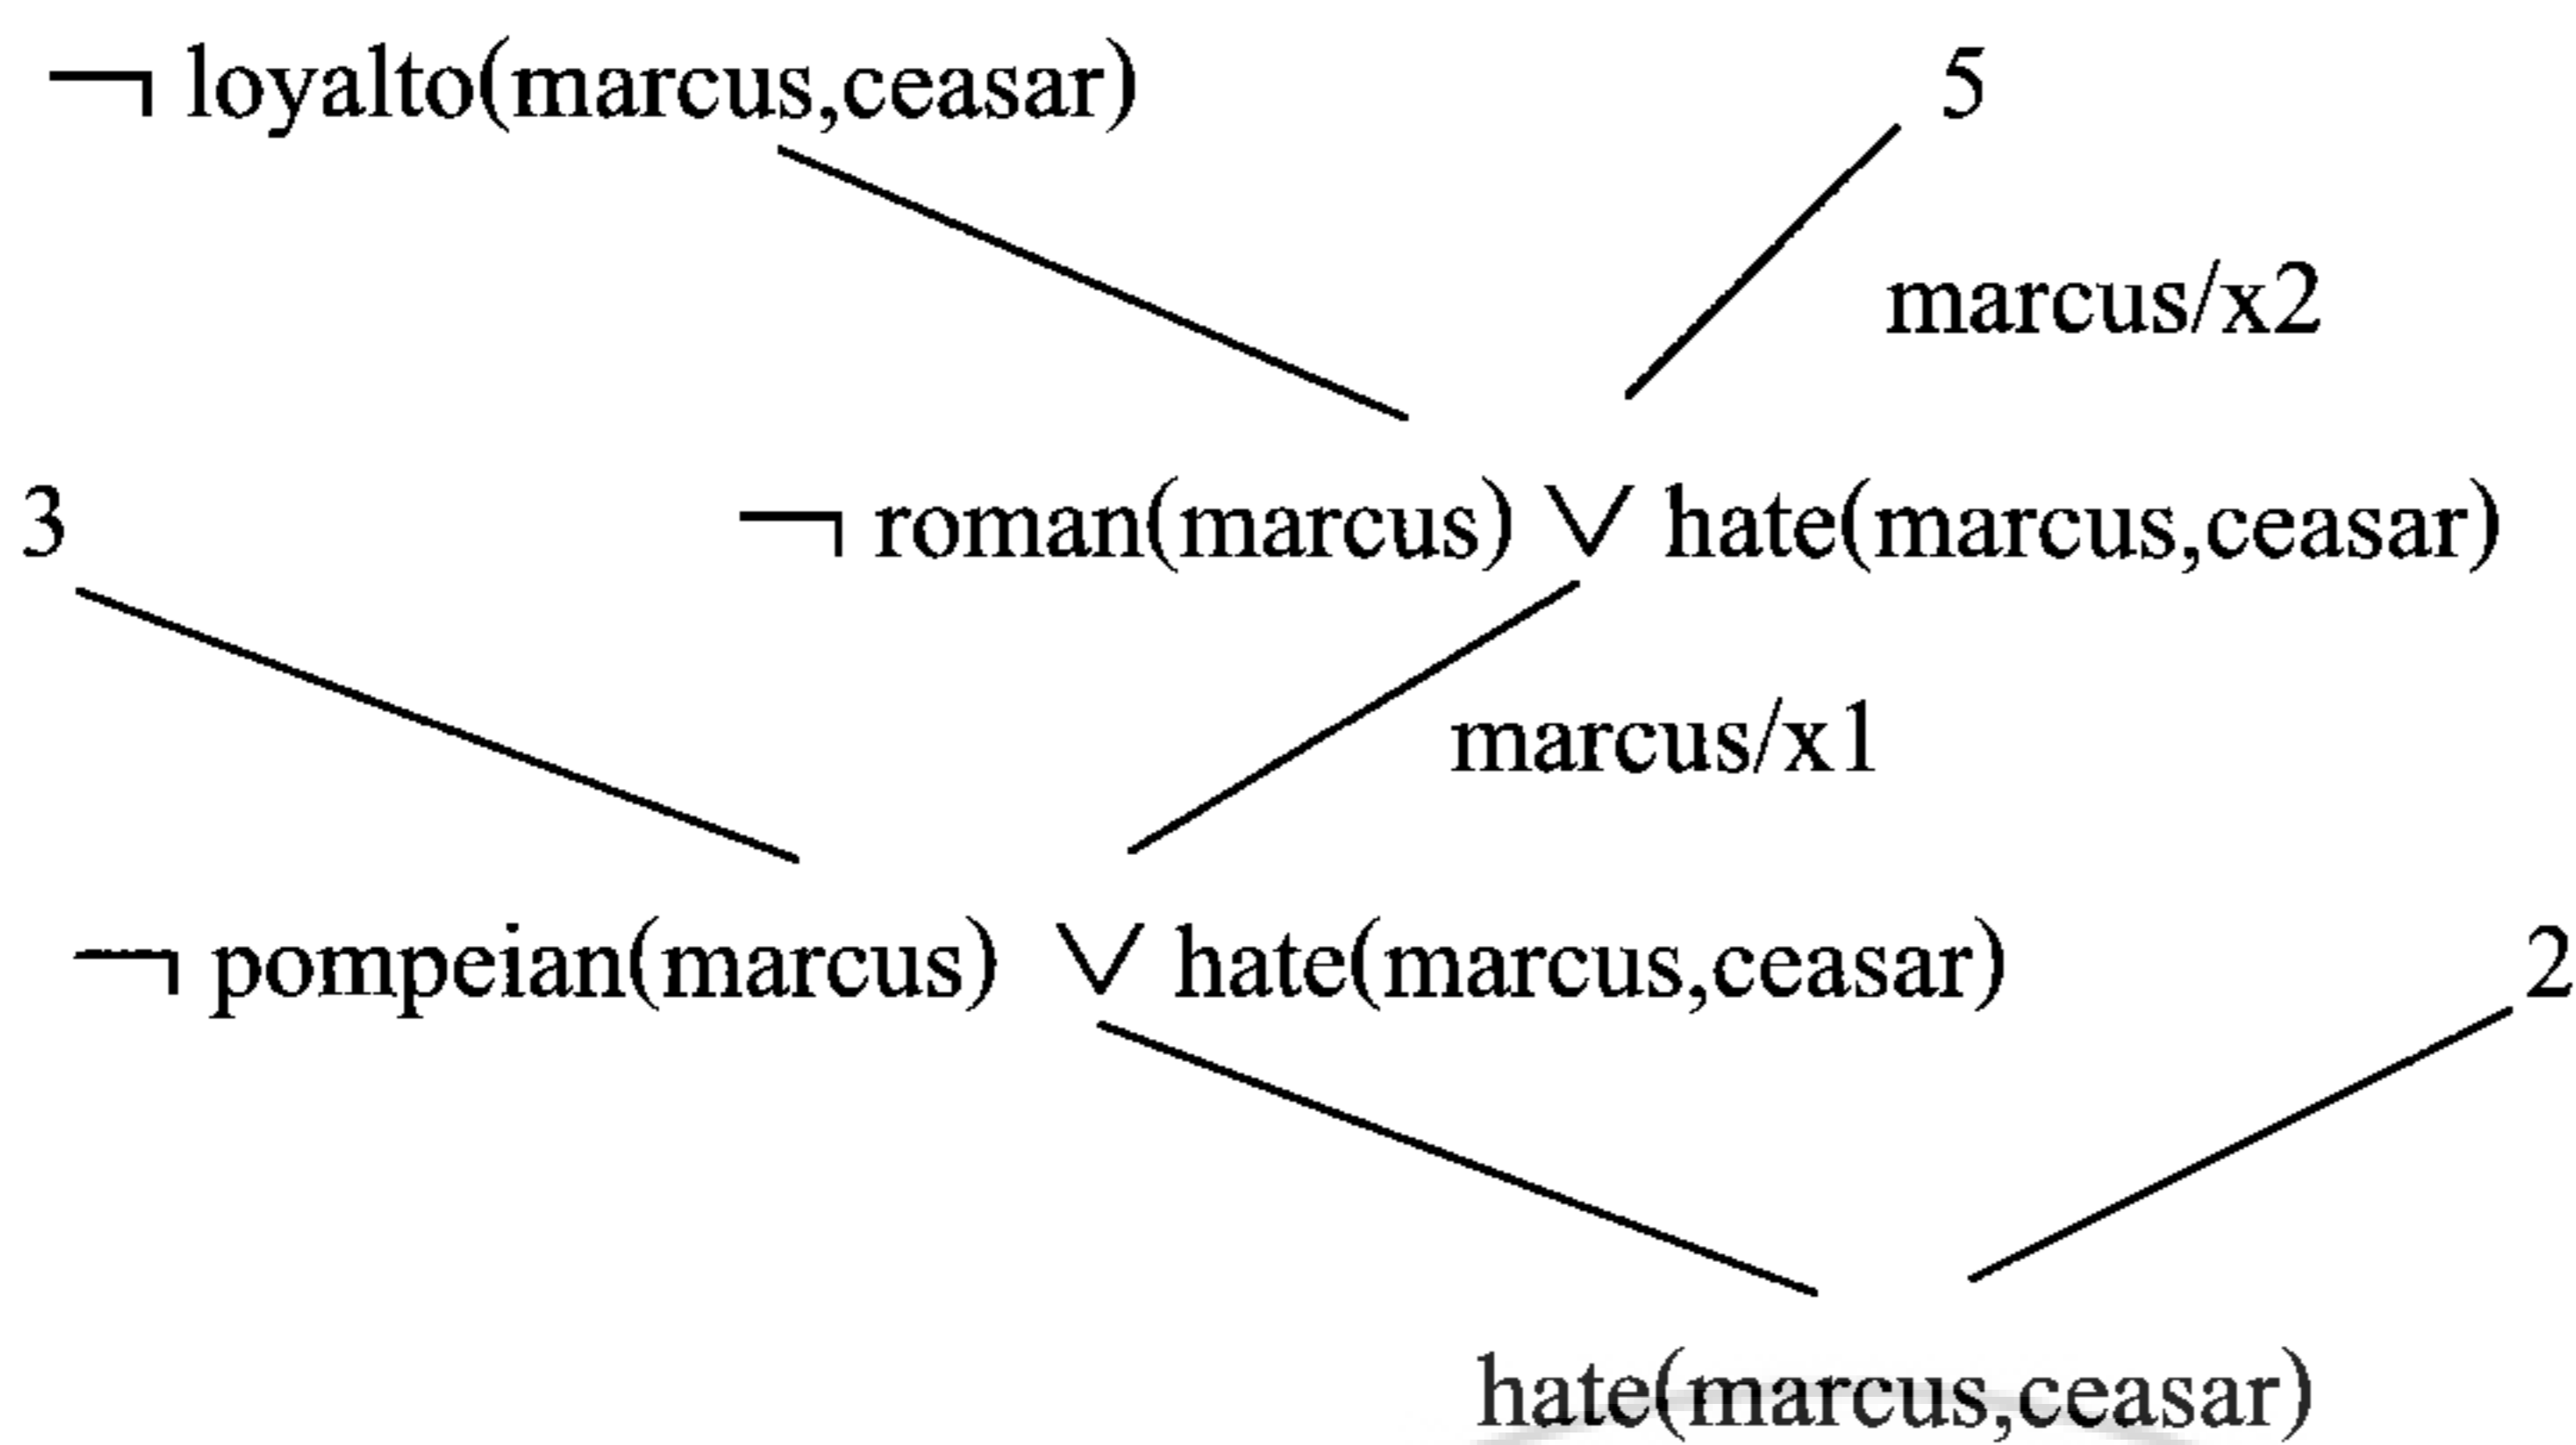 ¬ loyalto(marcus,ceasar) 5
marcus/x2
3 ¬ roman(marcus) ∨ hate(marcus,ceasar)
marcus/x1
¬ pompeian(marcus) ∨ hate(marcus,ceasar) 2
hate(marcus,ceasar)